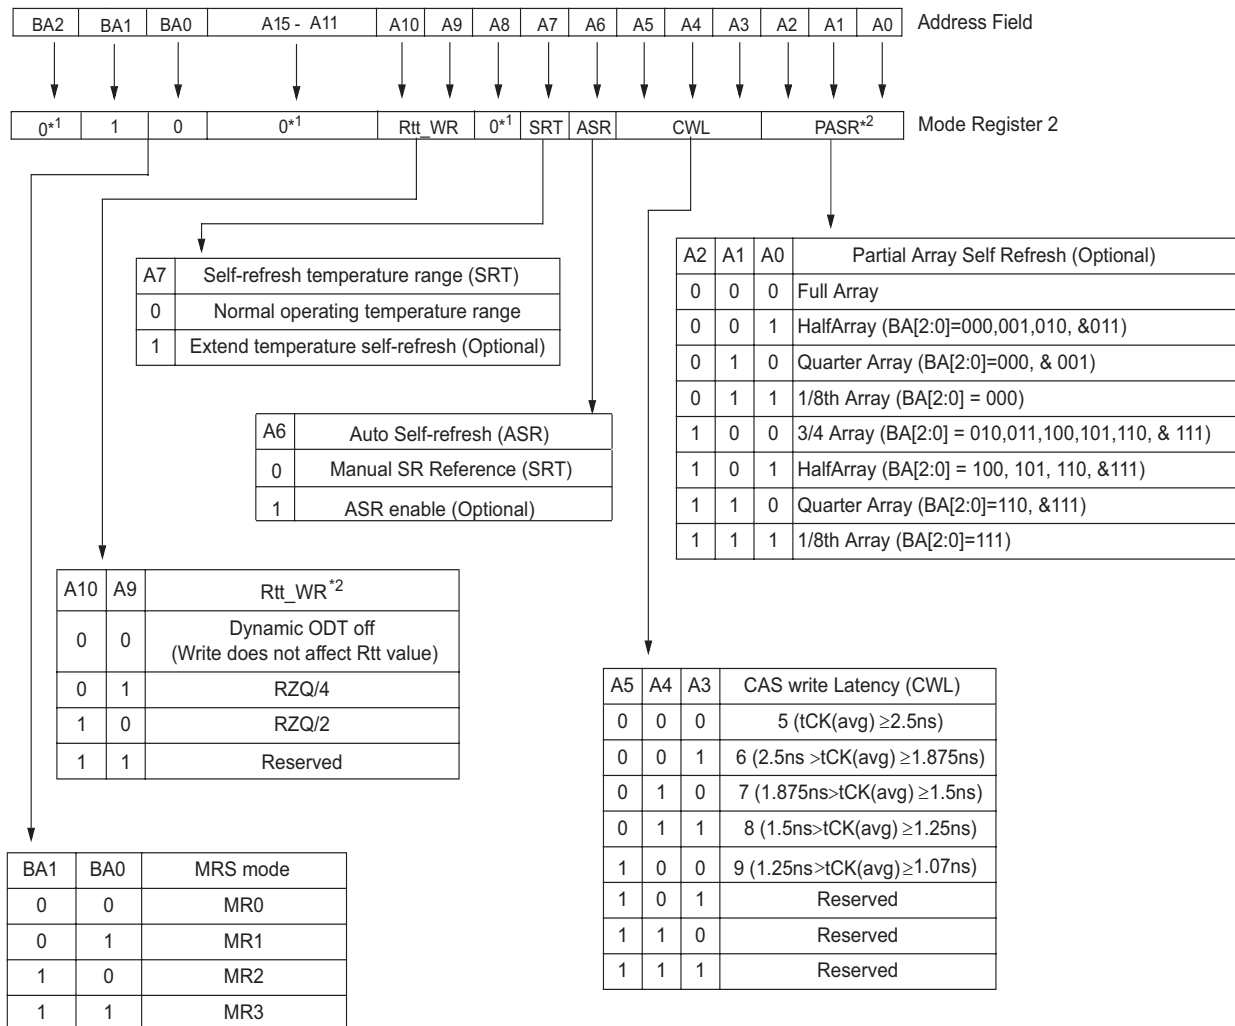 BA2 BA1 BA0 A15 - A11 A10 A9 A8 A7 A6 A5 A4 A3 A2 A1 A0 Address Field
0*1 1 0 0*1 Rtt_WR 0*1 SRT ASR CWL PASR*2 Mode Register 2
A7 Self-refresh temperature range (SRT)
0 Normal operating temperature range
1 Extend temperature self-refresh (Optional)
A2 A1 A0 Partial Array Self Refresh (Optional)
0 0 0 Full Array
0 0 1 HalfArray (BA[2:0]=000,001,010, &011)
0 1 0 Quarter Array (BA[2:0]=000, & 001)
0 1 1 1/8th Array (BA[2:0] = 000)
1 0 0 3/4 Array (BA[2:0] = 010,011,100,101,110, & 111)
1 0 1 HalfArray (BA[2:0] = 100, 101, 110, &111)
1 1 0 Quarter Array (BA[2:0]=110, &111)
1 1 1 1/8th Array (BA[2:0]=111)
A6 Auto Self-refresh (ASR)
0 Manual SR Reference (SRT)
1 ASR enable (Optional)
A10 A9 Rtt_WR*2
0 0 Dynamic ODT off
(Write does not affect Rtt value)
0 1 RZQ/4
1 0 RZQ/2
1 1 Reserved
A5 A4 A3 CAS write Latency (CWL)
0 0 0 5 (tCK(avg) ≥2.5ns)
0 0 1 6 (2.5ns >tCK(avg) ≥1.875ns)
0 1 0 7 (1.875ns>tCK(avg) ≥1.5ns)
0 1 1 8 (1.5ns>tCK(avg) ≥1.25ns)
1 0 0 9 (1.25ns>tCK(avg) ≥1.07ns)
1 0 1 Reserved
1 1 0 Reserved
1 1 1 Reserved
BA1 BA0 MRS mode
0 0 MR0
0 1 MR1
1 0 MR2
1 1 MR3